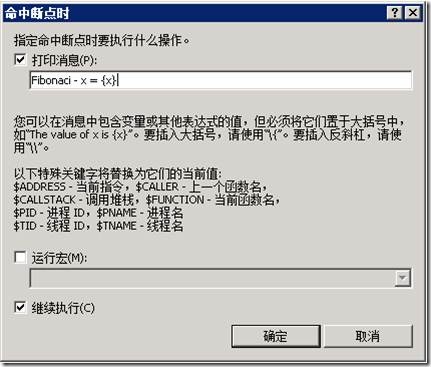 命中断点时
指定命中断点时要执行什么操作。
打印消息(P):
Fibonaci - x = {x}
您可以在消息中包含变量或其他表达式的值，但必须将它们置于大括号中，
如“The value of x is {x}”。要插入大括号，请使用“\{”。要插入反斜杠，请使
用“\\”。
以下特殊关键字将替换为它们的当前值:
$ADDRESS - 当前指令，$CALLER - 上一个函数名，
$CALLSTACK - 调用堆栈，$FUNCTION - 当前函数名，
$PID - 进程 ID，$PNAME - 进程名
$TID - 线程 ID，$TNAME - 线程名
运行宏(M):
继续执行(C)
确定
取消